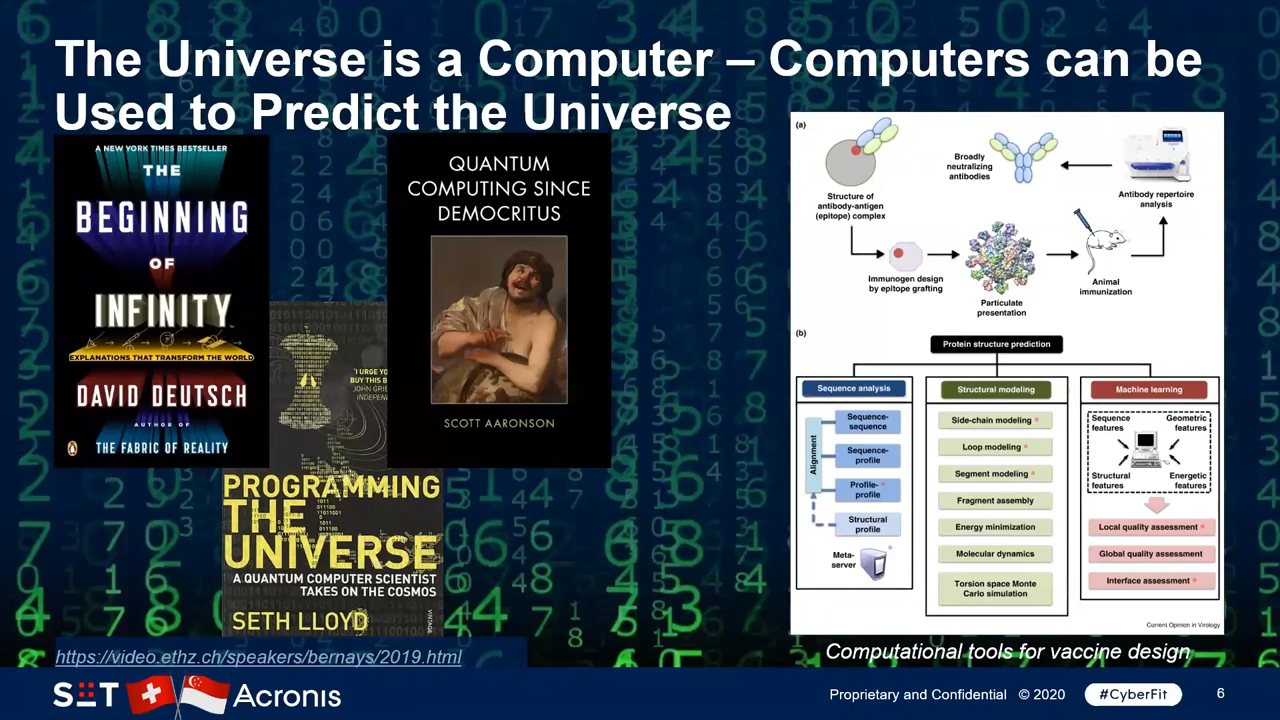 The Universe is a Computer – Computers can be
Used to Predict the Universe
A NEW YORK TIMES BESTSELLER
THE
BEGINNING
OF
INFINITY
EXPLANATIONS THAT TRANSFORM THE WORLD
DAVID DEUTSCH
AUTHOR OF
THE FABRIC OF REALITY
QUANTUM
COMPUTING SINCE
DEMOCRITUS
SCOTT AARONSON
PROGRAMMING
THE
UNIVERSE
A QUANTUM COMPUTER SCIENTIST
TAKES ON THE COSMOS
SETH LLOYD
VINTAGE
https://video.ethz.ch/speakers/bernays/2019.html
(a)
Structure of
antibody-antigen
(epitope) complex
Broadly
neutralizing
antibodies
Antibody repertoire
analysis
Immunogen design
by epitope grafting
Particulate
presentation
Animal
immunization
(b)
Protein structure prediction
Sequence analysis
Alignment
Sequence-
sequence
Sequence-
profile
Profile-
profile
Structural
profile
Meta-
server
Structural modeling
Side-chain modeling *
Loop modeling *
Segment modeling *
Fragment assembly
Energy minimization
Molecular dynamics
Torsion space Monte
Carlo simulation
Machine learning
Sequence
features
Geometric
features
Structural
features
Energetic
features
Local quality assessment *
Global quality assessment
Interface assessment *
Current Opinion in Virology
Computational tools for vaccine design
SIT
Acronis
Proprietary and Confidential © 2020
#CyberFit
6